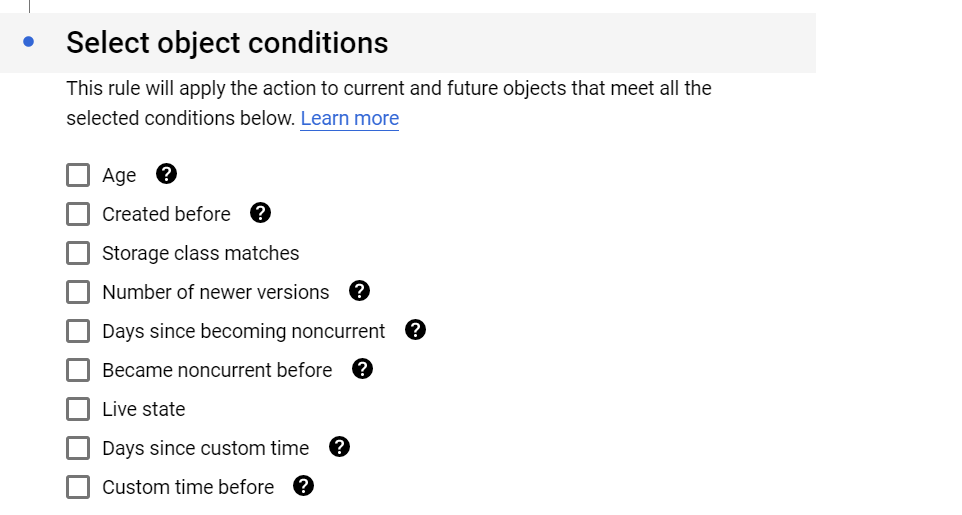 Select object conditions
This rule will apply the action to current and future objects that meet all the
selected conditions below. Learn more
Age
Created before
Storage class matches
Number of newer versions
Days since becoming noncurrent
Became noncurrent before
Live state
Days since custom time
Custom time before